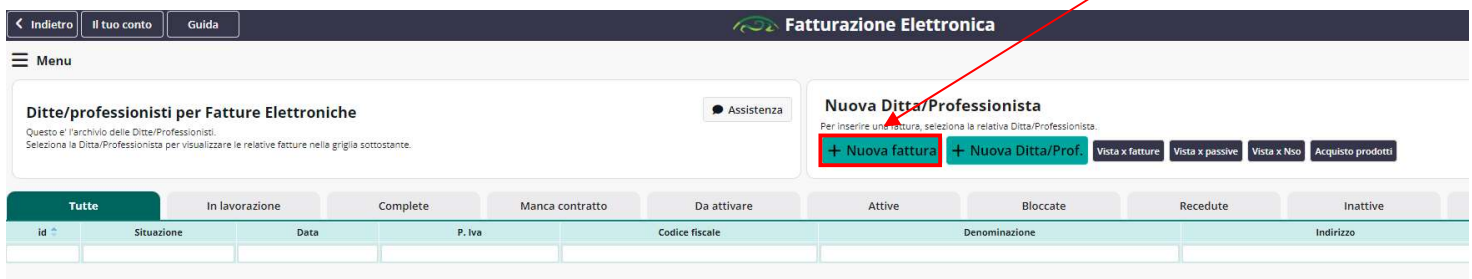 Indietro Il tuo conto Guida Fatturazione Elettronica
Menu
Ditte/professionisti per Fatture Elettroniche
Questo e' l'archivio delle Ditte/Professionisti.
Seleziona la Ditta/Professionista per visualizzare le relative fatture nella griglia sottostante.
Assistenza
Nuova Ditta/Professionista
Per inserire una fattura, seleziona la relativa Ditta/Professionista.
+ Nuova fattura + Nuova Ditta/Prof. Vista x fatture Vista x passive Vista x Nso Acquisto prodotti
Tutte In lavorazione Complete Manca contratto Da attivare Attive Bloccate Recedute Inattive
id Situazione Data P. Iva Codice fiscale Denominazione Indirizzo